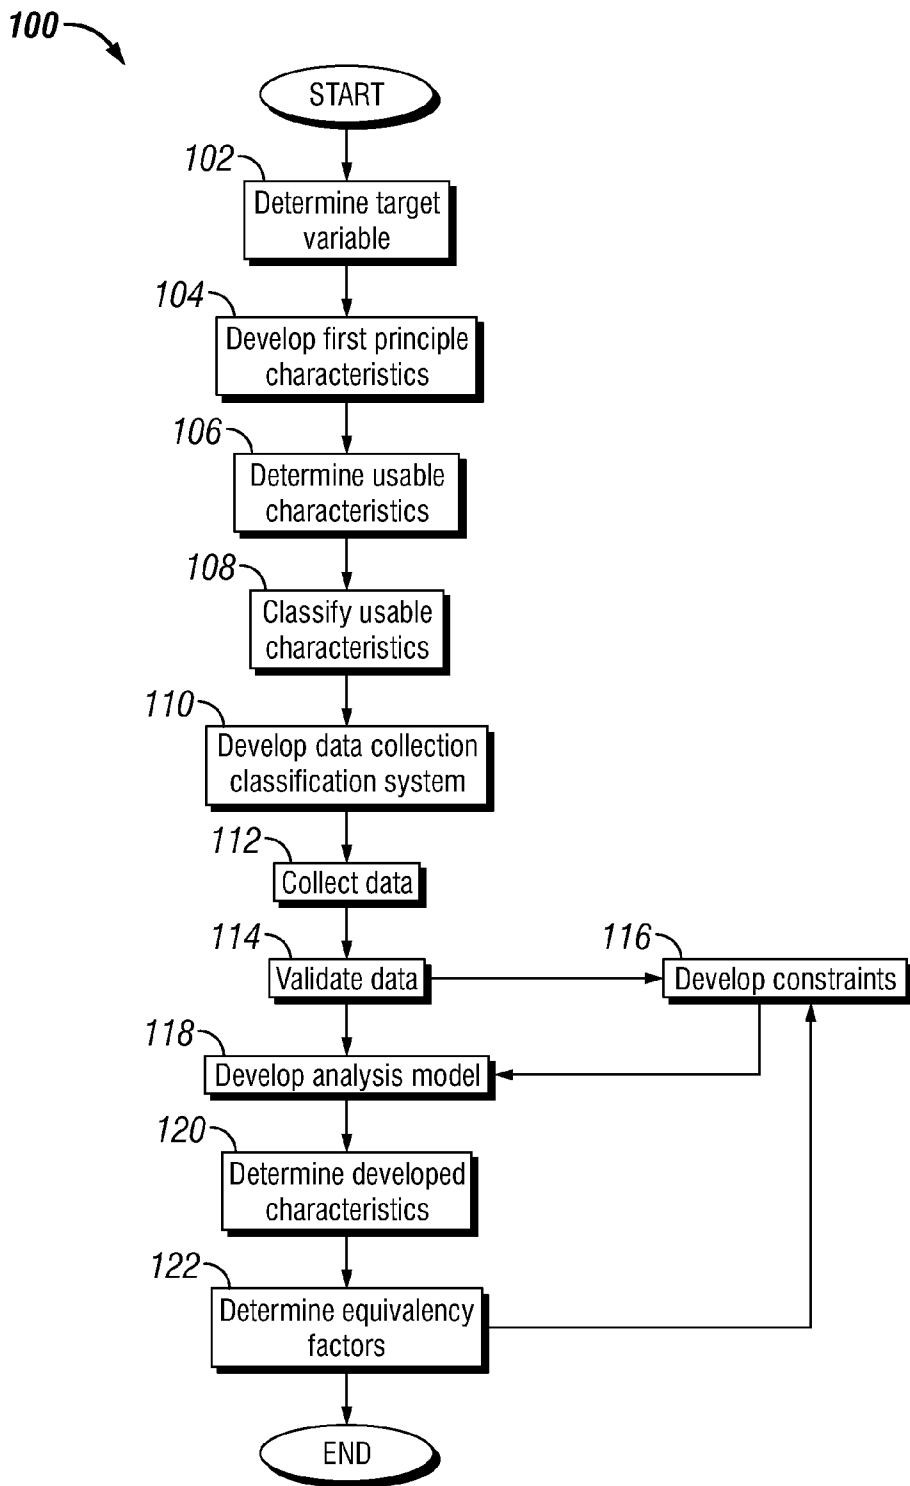 100
START
102
Determine target
variable
104
Develop first principle
characteristics
106
Determine usable
characteristics
108
Classify usable
characteristics
110
Develop data collection
classification system
112
Collect data
114
Validate data
116
Develop constraints
118
Develop analysis model
120
Determine developed
characteristics
122
Determine equivalency
factors
END